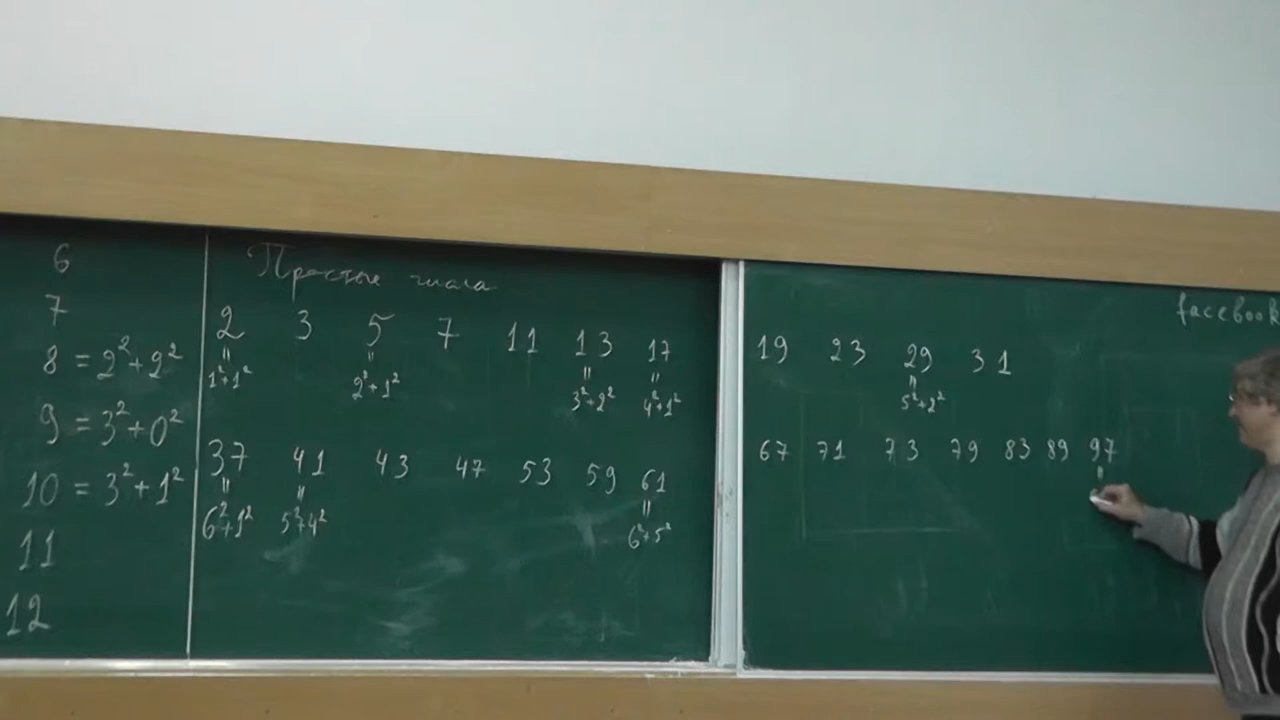 6
7
8 = 2² + 2²
9 = 3² + 0²
10 = 3² + 1²
11
12
Простые числа
2 3 5 7 11 13 17
= = = =
1²+1² 2²+1² 3²+2² 4²+1²
37 41 43 47 53 59 61
= = =
6²+1² 5²+4² 6²+5²
facebook
19 23 29 31
=
5²+2²
67 71 73 79 83 89 97
=